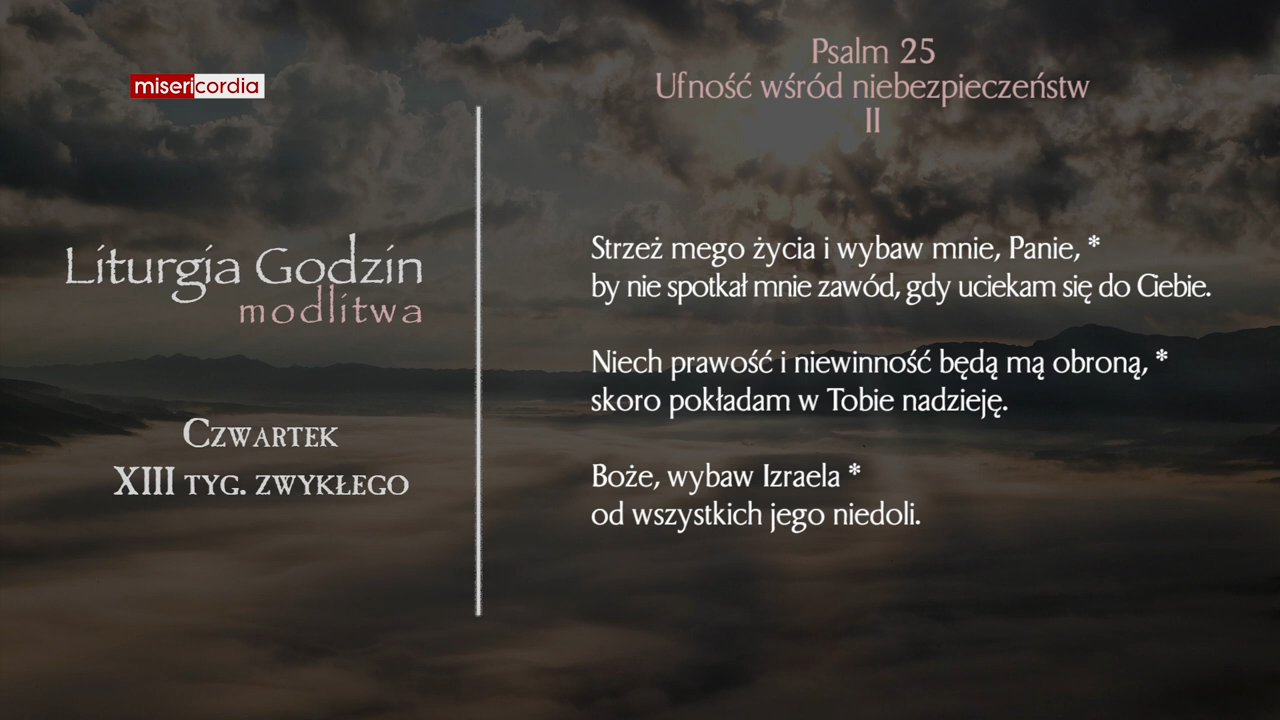 misericordia
Liturgia Godzin
modlitwa
Czwartek
XIII tyg. zwykłego
Psalm 25
Ufność wśród niebezpieczeństw
II
Strzeż mego życia i wybaw mnie, Panie, *
by nie spotkał mnie zawód, gdy uciekam się do Ciebie.
Niech prawość i niewinność będą mą obroną, *
skoro pokładam w Tobie nadzieję.
Boże, wybaw Izraela *
od wszystkich jego niedoli.